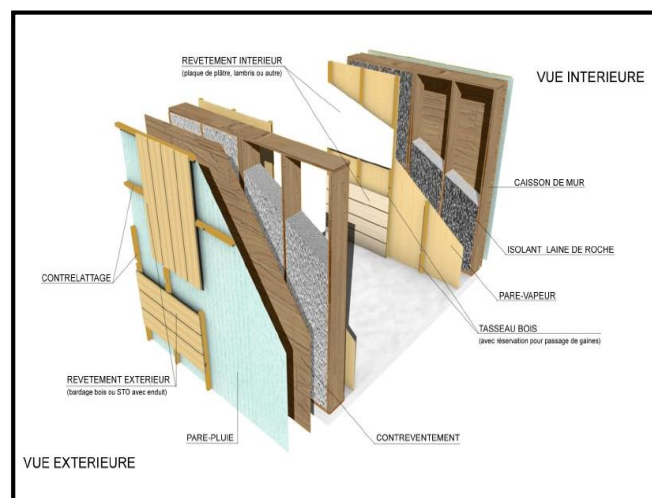 REVETEMENT INTERIEUR
(plaque de plâtre, lambris ou autre)
VUE INTERIEURE
CAISSON DE MUR
ISOLANT LAINE DE ROCHE
CONTRELATTAGE
PARE-VAPEUR
TASSEAU BOIS
(avec réservation pour passage de gaines)
REVETEMENT EXTERIEUR
(bardage bois ou STO avec enduit)
PARE-PLUIE
CONTREVENTEMENT
VUE EXTERIEURE